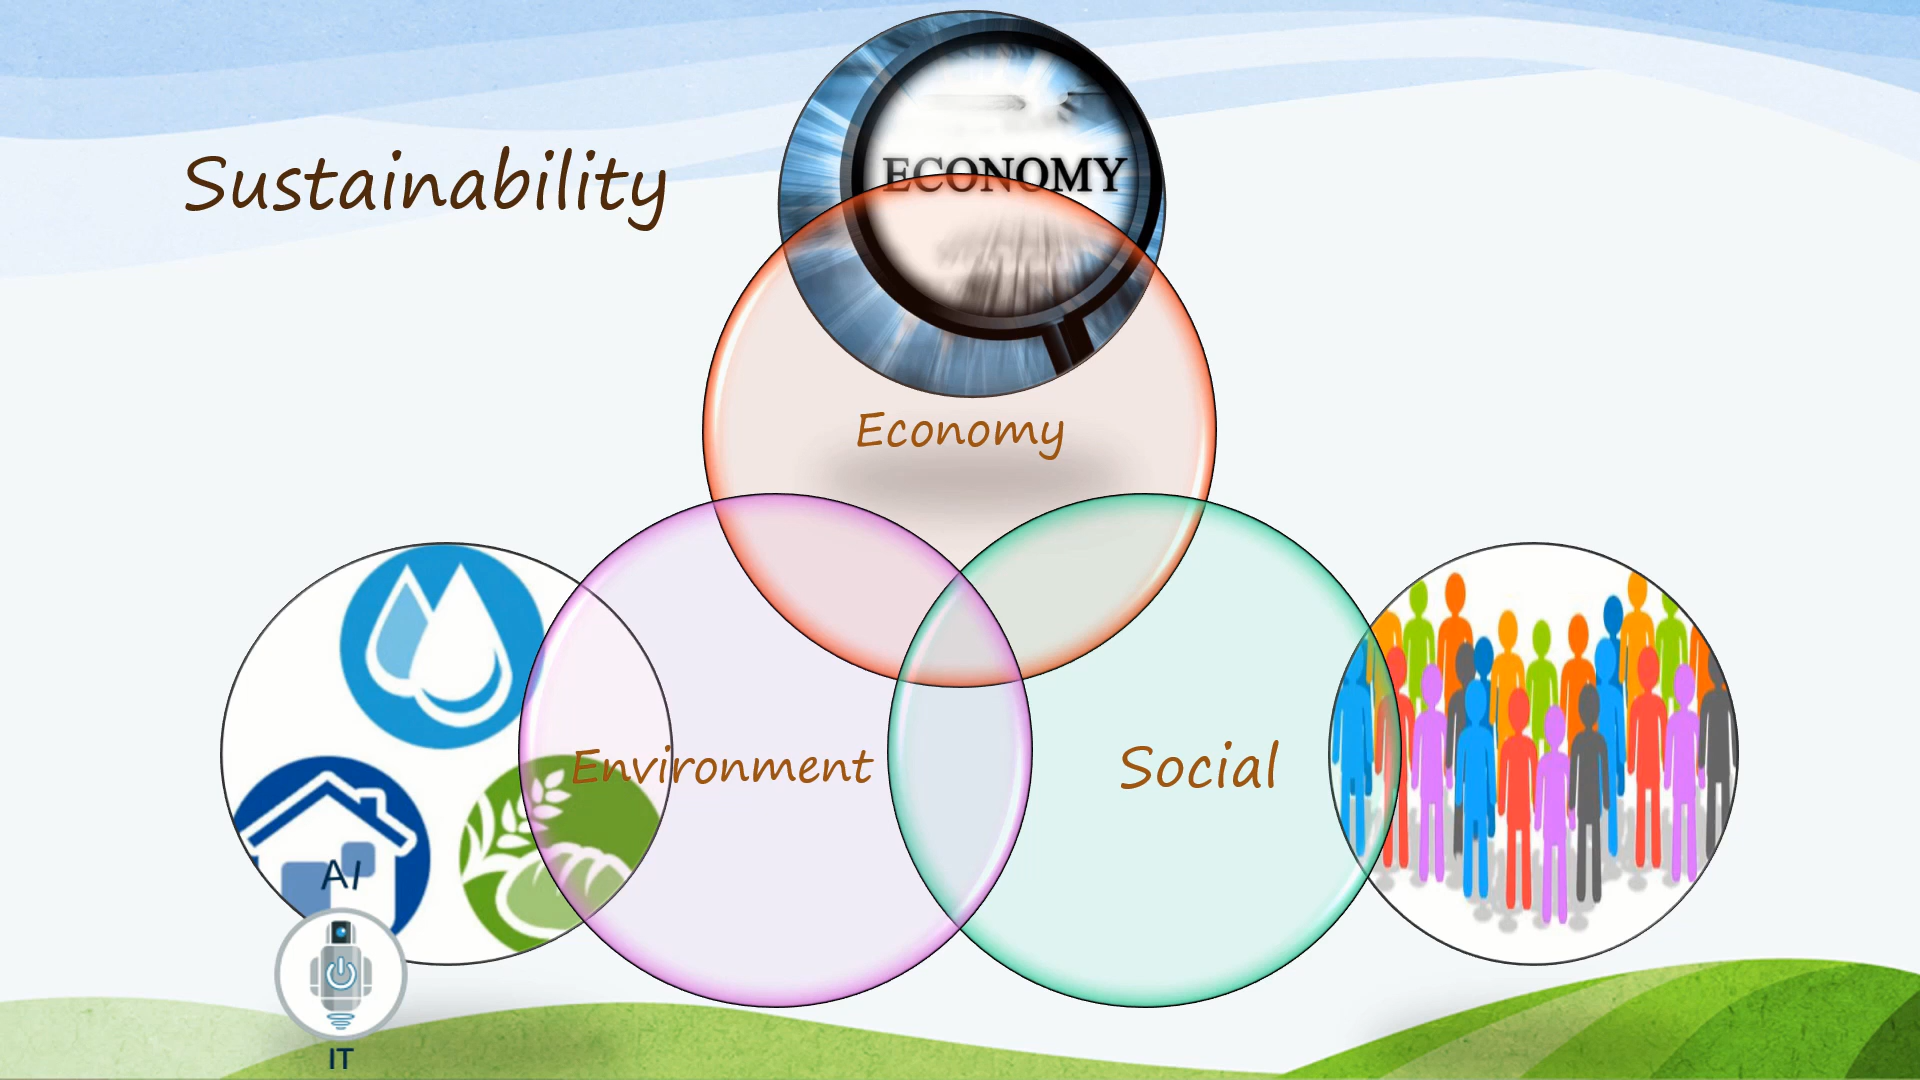 Sustainability
ECONOMY
Economy
Environment
Social
AI
IT